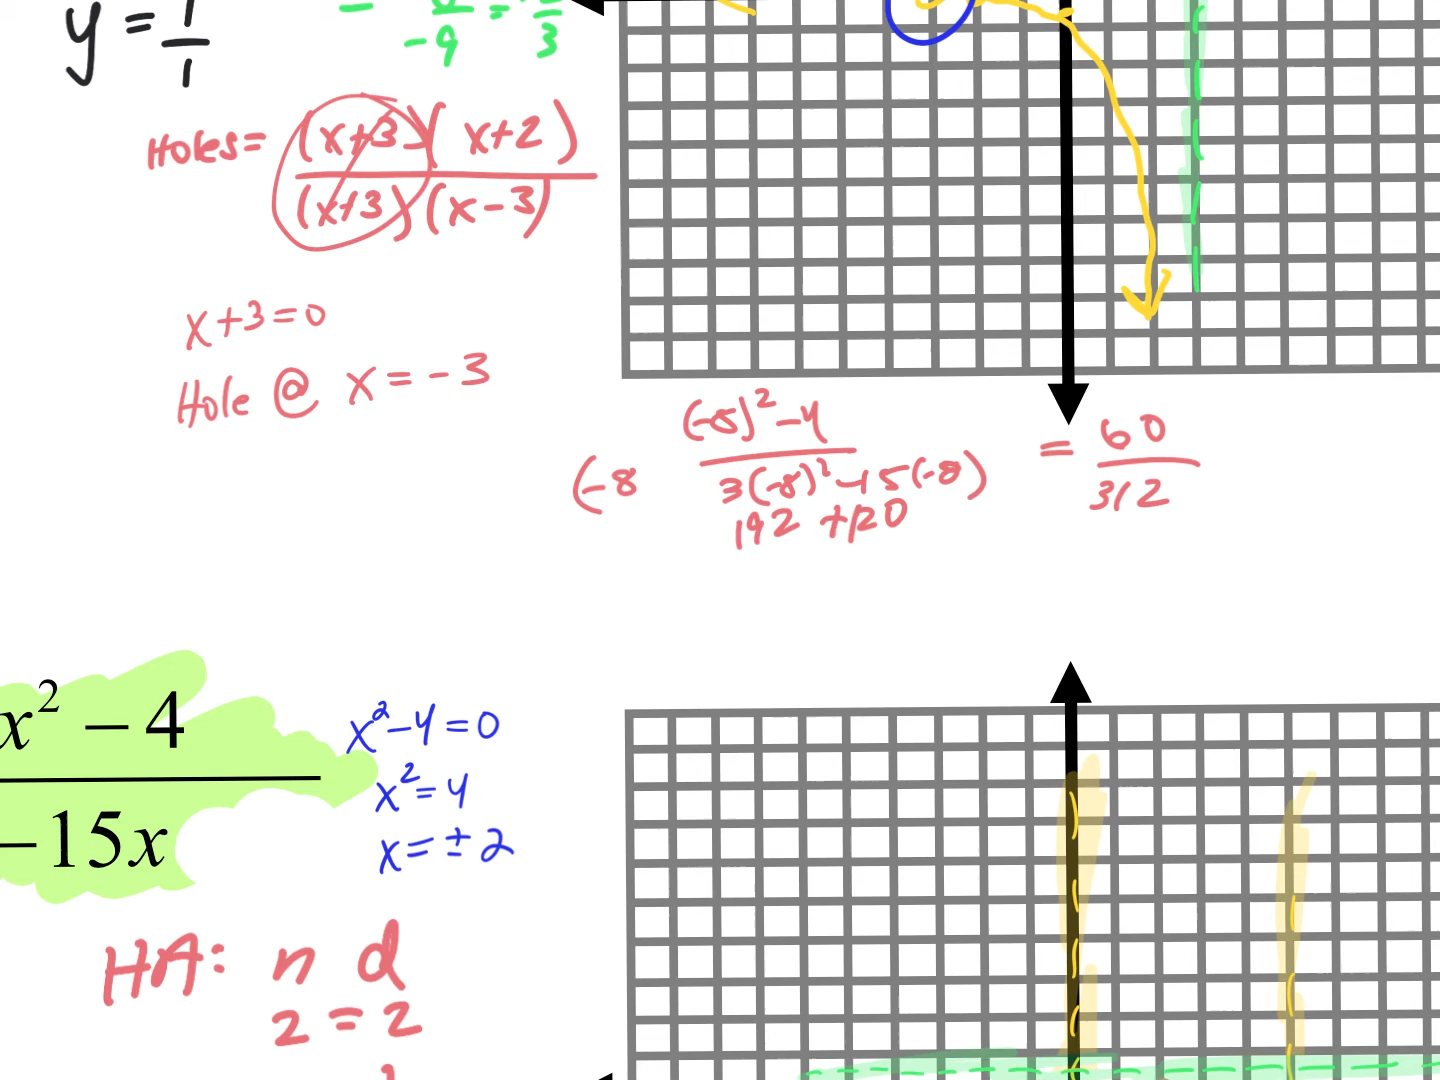 y = 1/1
-9 = 3
Holes = (x+3)(x+2)
(x+3)(x-3)
x+3=0
Hole @ x = -3
(-8)² -4
(-8 3(-8)² -15(-8) ) = 60/312
192 +120
x² - 4
-15x
x²-4=0
x²=4
x=±2
HA: n d
2 = 2